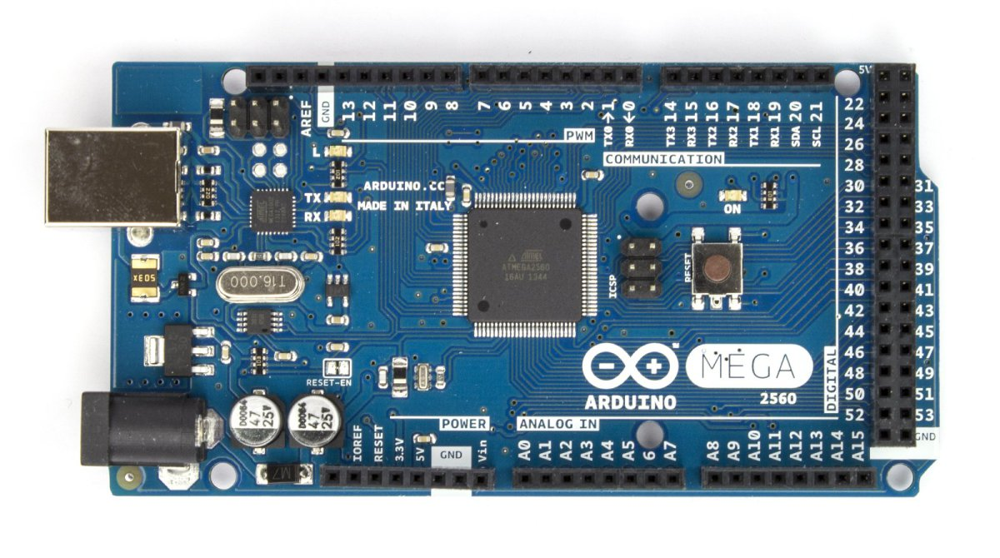 5V
AREF
GND
13
12
11
10
9
8
7
6
5
4
3
2
TX0→1
RX0←0
TX3 14
RX3 15
TX2 16
RX2 17
TX1 18
RX1 19
SDA 20
SCL 21
PWM
COMMUNICATION
L
TX
RX
ARDUINO.CC
MADE IN ITALY
ON
22
24
26
28
30 31
32 33
34 35
36 37
38 39
40 41
42 43
44 45
46 47
48 49
50 51
52 53
GND
DIGITAL
ATMEL
ATMEGA2560
16AU 1344
ICSP
RESET
T16.000
220
103
RESET-EN
ARDUINO
TM
MEGA
2560
47
25V
47
25V
M7
POWER
IOREF
RESET
3.3V
5V
GND
Vin
ANALOG IN
A0
A1
A2
A3
A4
A5
6
A7
A8
A9
A10
A11
A12
A13
A14
A15